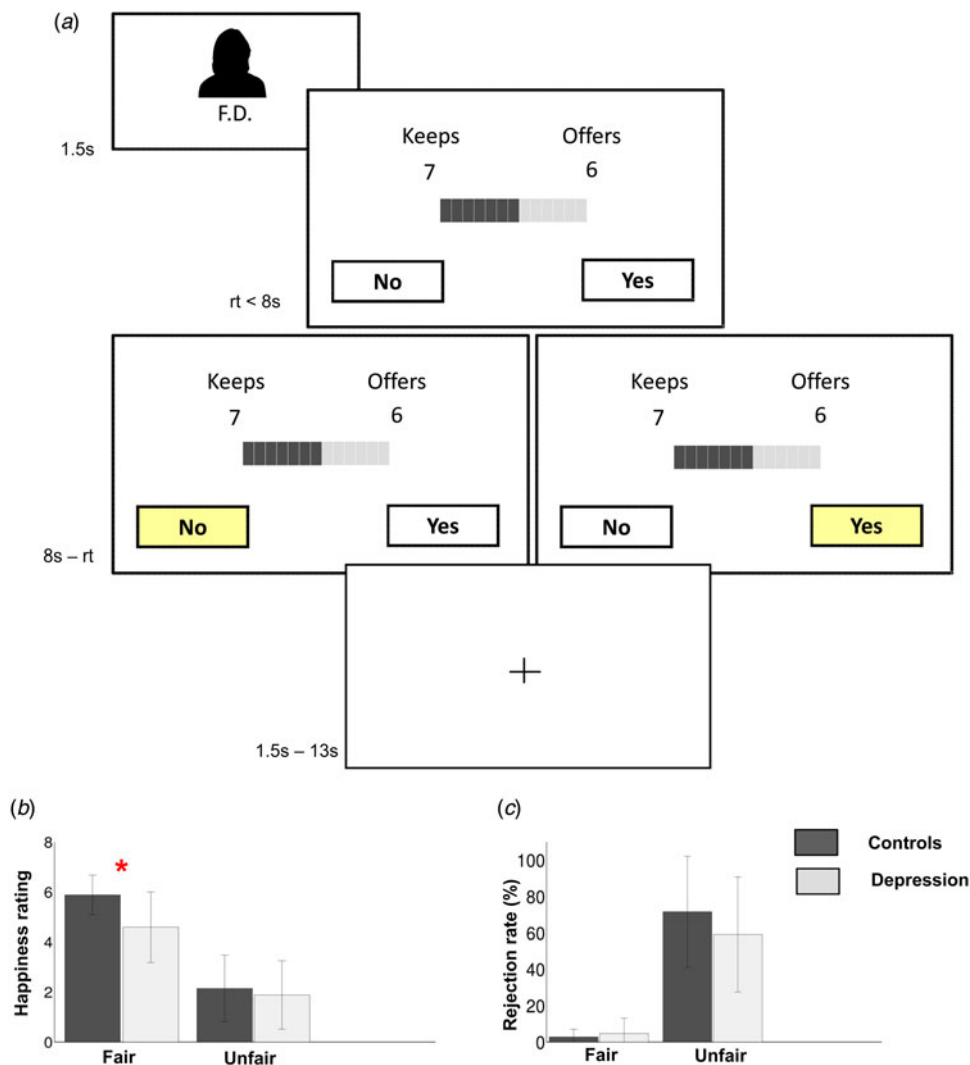 (a)
F.D.
1.5s
Keeps Offers
7 6
No Yes
rt < 8s
Keeps Offers
7 6
No Yes
Keeps Offers
7 6
No Yes
8s – rt
1.5s – 13s
(b)
Happiness rating
8
6
4
2
0
*
Fair Unfair
(c)
Rejection rate (%)
100
80
60
40
20
0
Fair Unfair
Controls
Depression